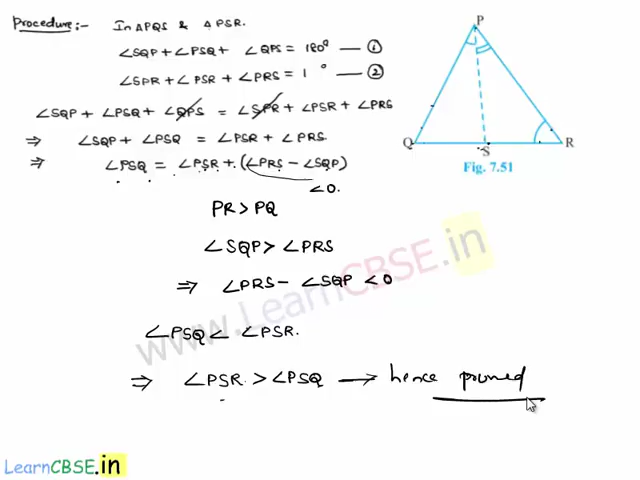 Procedure:- In △PQS & △PSR.
∠SQP+∠PSQ+ ∠QPS = 180° — ①
∠SPR+∠PSR+∠PRS = 1 ° — ②
∠SQP+∠PSQ+∠QPS = ∠SPR+∠PSR+∠PRS
⇒ ∠SQP+∠PSQ = ∠PSR+∠PRS.
⇒ ∠PSQ = ∠PSR+(∠PRS - ∠SQP)
<0.
PR>PQ
∠SQP>∠PRS
⇒ ∠PRS- ∠SQP <0
∠PSQ< ∠PSR.
⇒ ∠PSR>∠PSQ → hence proved
P
Q
S
R
Fig. 7.51
www.LearnCBSE.in
LearnCBSE.in